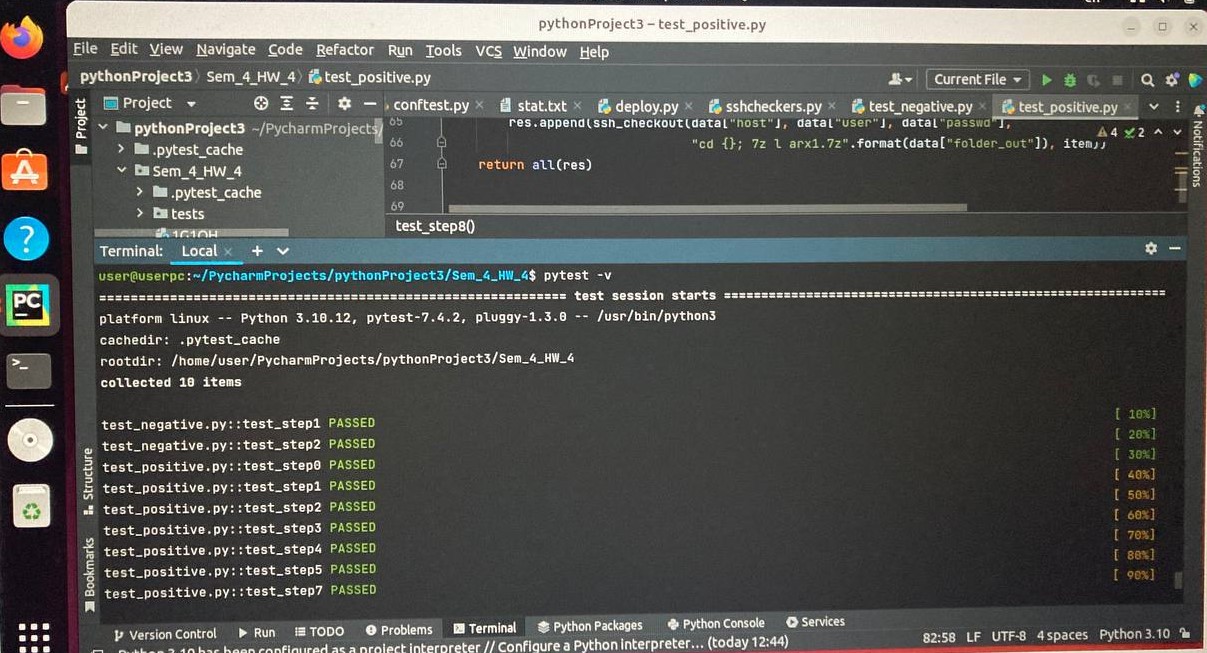 pythonProject3 – test_positive.py
File Edit View Navigate Code Refactor Run Tools VCS Window Help
pythonProject3 Sem_4_HW_4 test_positive.py
Current File
Project
Project
conftest.py stat.txt deploy.py sshcheckers.py test_negative.py test_positive.py
Notifications
pythonProject3 ~/PycharmProjects/
.pytest_cache
Sem_4_HW_4
.pytest_cache
tests
1G1OH
65 res.append(ssh_checkout(data["host"], data["user"], data["passwd"],
66 "cd {}; 7z l arx1.7z".format(data["folder_out"]), item))
4 2
67 return all(res)
68
69
test_step8()
Terminal: Local
user@userpc:~/PycharmProjects/pythonProject3/Sem_4_HW_4$ pytest -v
test session starts
platform linux -- Python 3.10.12, pytest-7.4.2, pluggy-1.3.0 -- /usr/bin/python3
cachedir: .pytest_cache
rootdir: /home/user/PycharmProjects/pythonProject3/Sem_4_HW_4
collected 10 items
test_negative.py::test_step1 PASSED [ 10%]
test_negative.py::test_step2 PASSED [ 20%]
test_positive.py::test_step0 PASSED [ 30%]
test_positive.py::test_step1 PASSED [ 40%]
test_positive.py::test_step2 PASSED [ 50%]
test_positive.py::test_step3 PASSED [ 60%]
test_positive.py::test_step4 PASSED [ 70%]
test_positive.py::test_step5 PASSED [ 80%]
test_positive.py::test_step7 PASSED [ 90%]
Structure
Bookmarks
Version Control Run TODO Problems Terminal Python Packages Python Console Services
Python 3.10 has been configured as a project interpreter // Configure a Python interpreter... (today 12:44)
82:58 LF UTF-8 4 spaces Python 3.10
PC